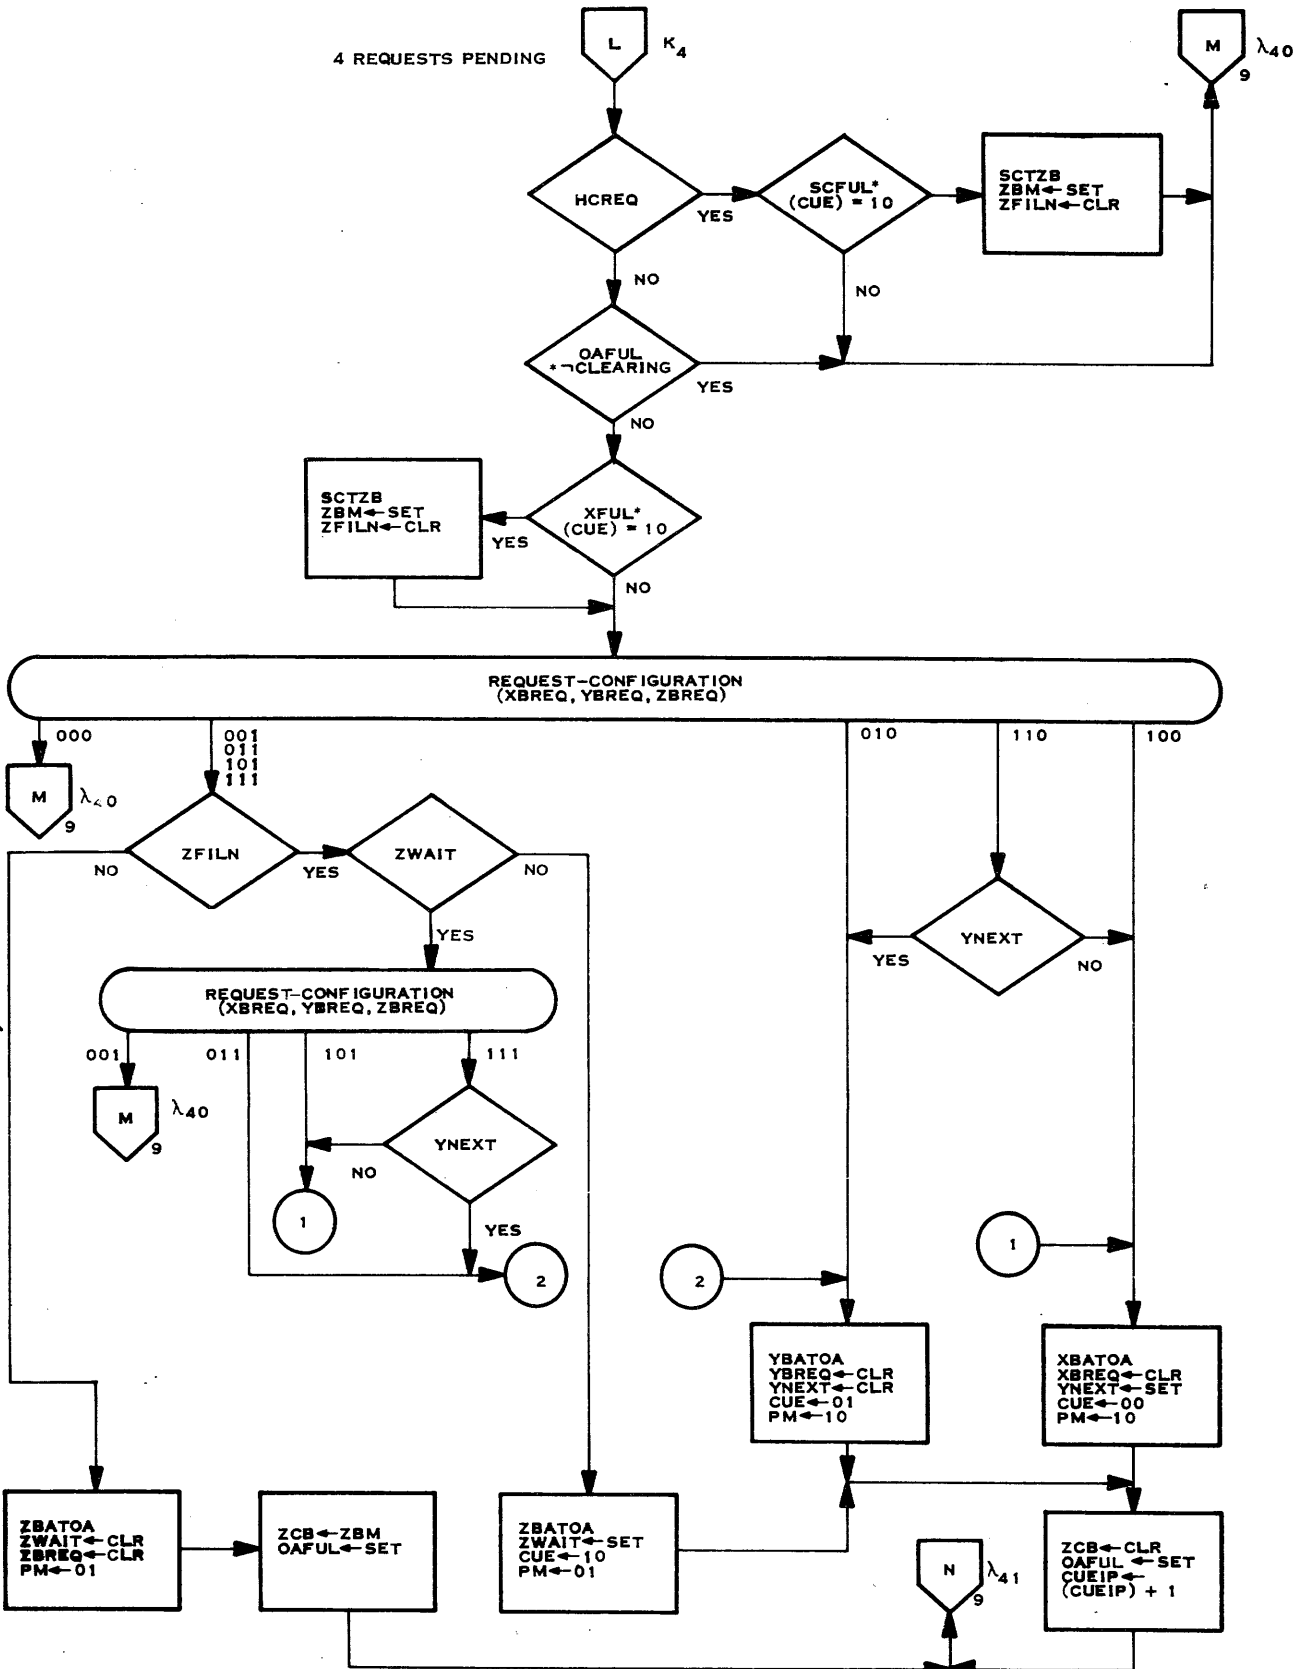 4 REQUESTS PENDING
L
K4
M
λ40
9
HCREQ
YES
NO
SCFUL*
(CUE) = 10
NO
SCTZB
ZBM←SET
ZFILN←CLR
OAFUL
*¬CLEARING
YES
NO
XFUL*
(CUE) = 10
YES
NO
SCTZB
ZBM←SET
ZFILN←CLR
REQUEST-CONFIGURATION
(XBREQ, YBREQ, ZBREQ)
000
001
011
101
111
010
110
100
M
λ40
9
ZFILN
NO
YES
ZWAIT
NO
YES
YNEXT
YES
NO
REQUEST-CONFIGURATION
(XBREQ, YBREQ, ZBREQ)
001
011
101
111
M
λ40
9
YNEXT
NO
YES
1
2
2
1
YBATOA
YBREQ←CLR
YNEXT←CLR
CUE←01
PM←10
XBATOA
XBREQ←CLR
YNEXT←SET
CUE←00
PM←10
ZBATOA
ZWAIT←CLR
ZBREQ←CLR
PM←01
ZCB←ZBM
OAFUL←SET
ZBATOA
ZWAIT←SET
CUE←10
PM←01
N
λ41
9
ZCB←CLR
OAFUL←SET
CUEIP←
(CUEIP) + 1